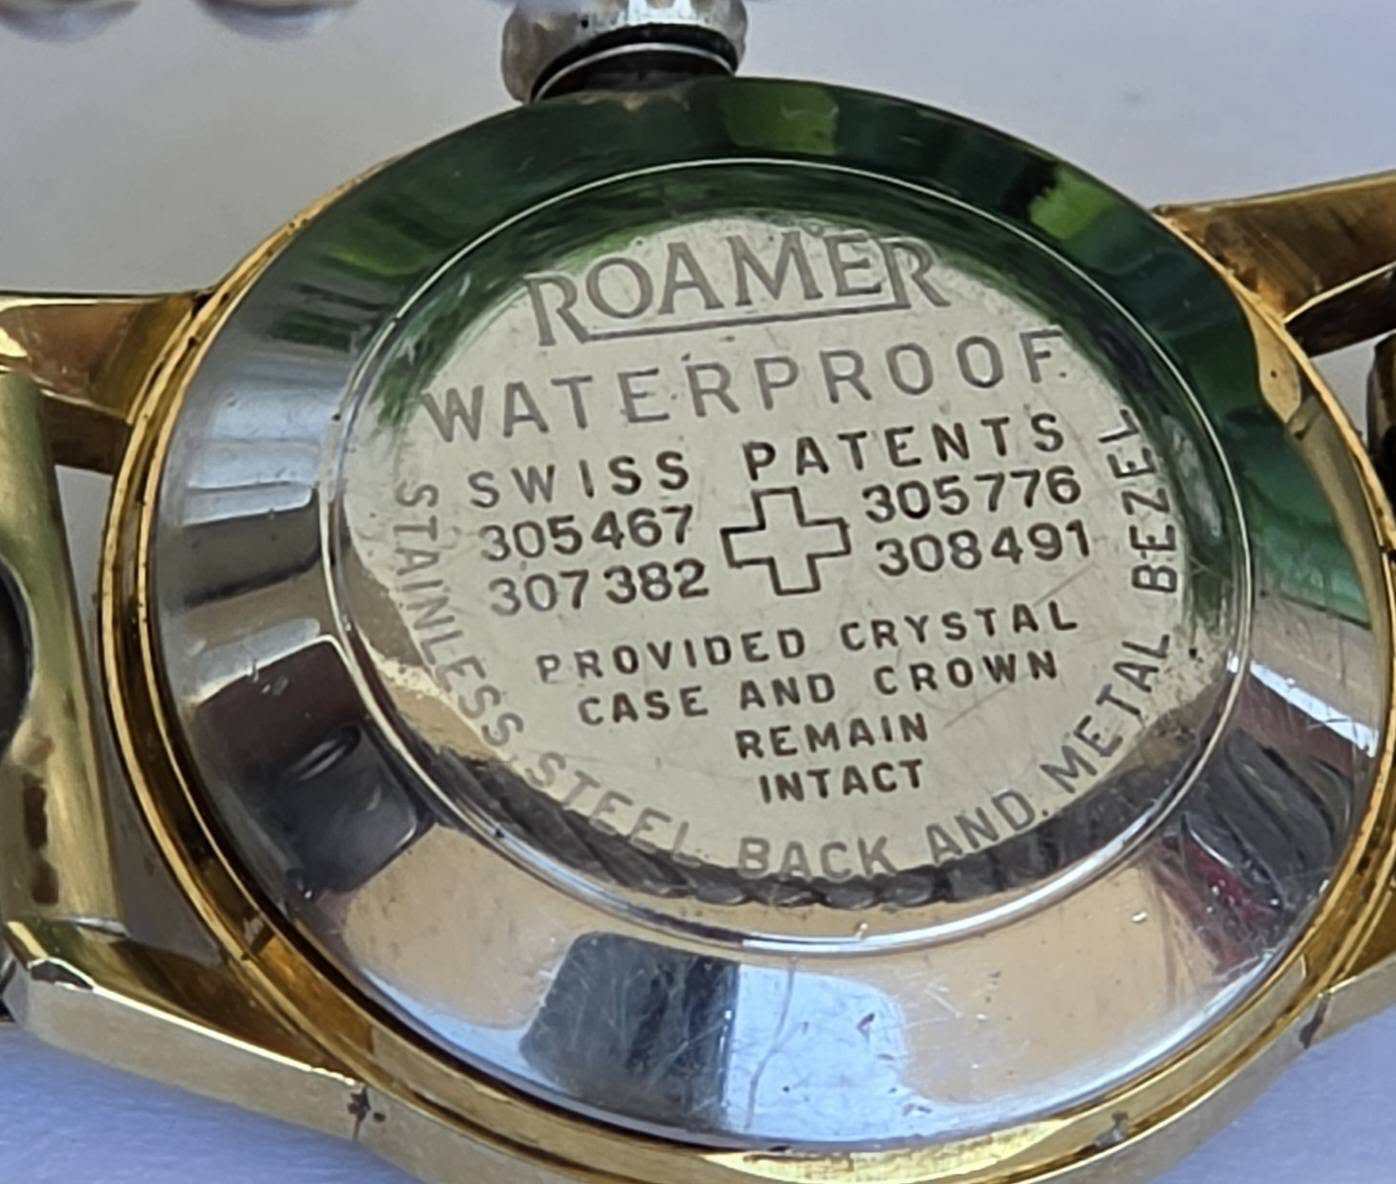 ROAMER
WATERPROOF
SWISS PATENTS
305467 305776
307382 308491
PROVIDED CRYSTAL
CASE AND CROWN
REMAIN
INTACT
STAINLESS STEEL BACK AND METAL BEZEL